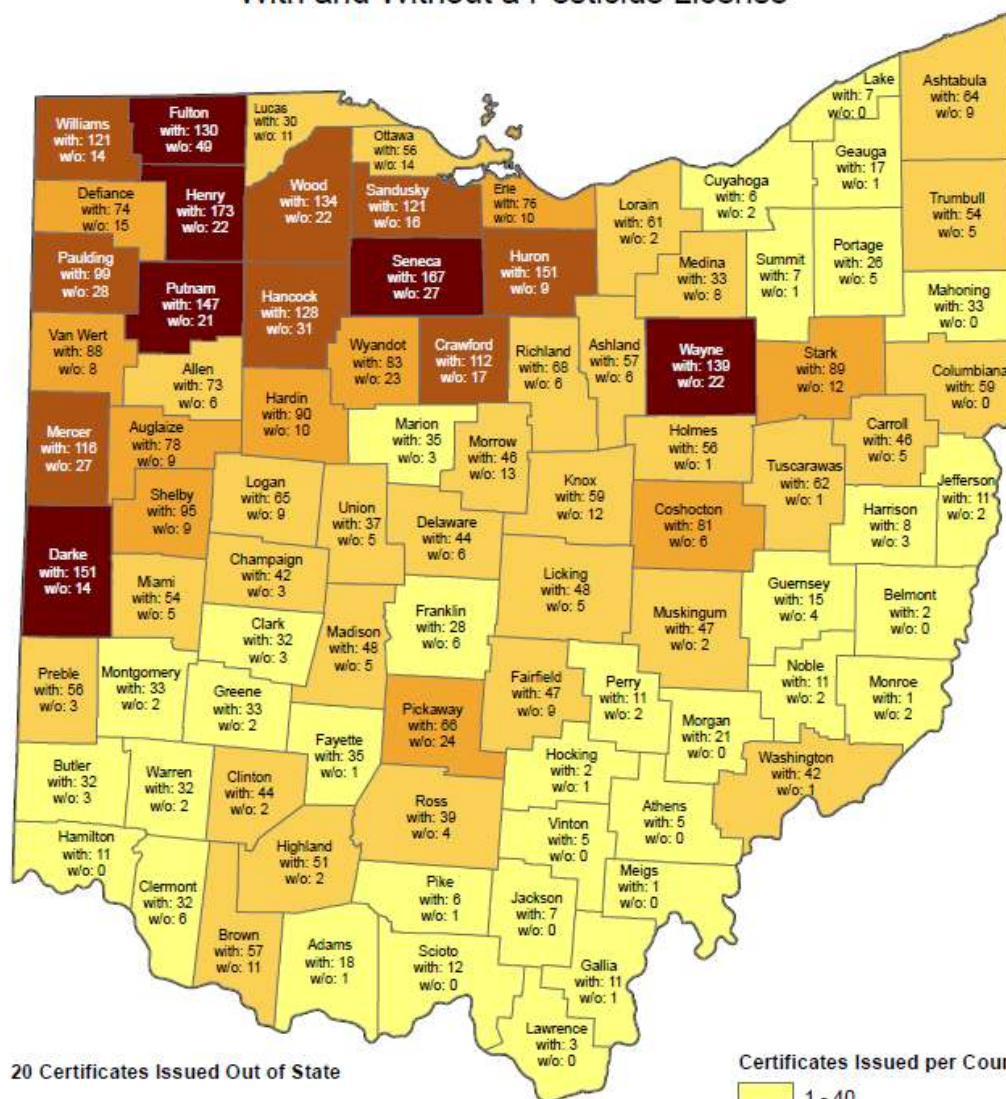 With and Without a Pesticide License
Williams
with: 121
w/o: 14
Fulton
with: 130
w/o: 49
Lucas
with: 30
w/o: 11
Ottawa
with: 56
w/o: 14
Lake
with: 7
w/o: 0
Ashtabula
with: 64
w/o: 9
Geauga
with: 17
w/o: 1
Defiance
with: 74
w/o: 15
Henry
with: 173
w/o: 22
Wood
with: 134
w/o: 22
Sandusky
with: 121
w/o: 16
Erie
with: 76
w/o: 10
Lorain
with: 61
w/o: 2
Cuyahoga
with: 6
w/o: 2
Trumbull
with: 54
w/o: 5
Paulding
with: 99
w/o: 28
Putnam
with: 147
w/o: 21
Hancock
with: 128
w/o: 31
Seneca
with: 167
w/o: 27
Huron
with: 151
w/o: 9
Medina
with: 33
w/o: 8
Summit
with: 7
w/o: 1
Portage
with: 26
w/o: 5
Mahoning
with: 33
w/o: 0
Van Wert
with: 88
w/o: 8
Allen
with: 73
w/o: 6
Wyandot
with: 83
w/o: 23
Crawford
with: 112
w/o: 17
Richland
with: 68
w/o: 6
Ashland
with: 57
w/o: 6
Wayne
with: 139
w/o: 22
Stark
with: 89
w/o: 12
Columbiana
with: 59
w/o: 0
Mercer
with: 116
w/o: 27
Auglaize
with: 78
w/o: 9
Hardin
with: 90
w/o: 10
Marion
with: 35
w/o: 3
Morrow
with: 46
w/o: 13
Holmes
with: 56
w/o: 1
Tuscarawas
with: 62
w/o: 1
Carroll
with: 46
w/o: 5
Jefferson
with: 11
w/o: 2
Shelby
with: 95
w/o: 9
Logan
with: 65
w/o: 9
Union
with: 37
w/o: 5
Delaware
with: 44
w/o: 6
Knox
with: 59
w/o: 12
Coshocton
with: 81
w/o: 6
Harrison
with: 8
w/o: 3
Darke
with: 151
w/o: 14
Miami
with: 54
w/o: 5
Champaign
with: 42
w/o: 3
Licking
with: 48
w/o: 5
Muskingum
with: 47
w/o: 2
Guernsey
with: 15
w/o: 4
Belmont
with: 2
w/o: 0
Clark
with: 32
w/o: 3
Madison
with: 48
w/o: 5
Franklin
with: 28
w/o: 6
Preble
with: 56
w/o: 3
Montgomery
with: 33
w/o: 2
Greene
with: 33
w/o: 2
Pickaway
with: 66
w/o: 24
Fairfield
with: 47
w/o: 9
Perry
with: 11
w/o: 2
Morgan
with: 21
w/o: 0
Noble
with: 11
w/o: 2
Monroe
with: 1
w/o: 2
Butler
with: 32
w/o: 3
Warren
with: 32
w/o: 2
Clinton
with: 44
w/o: 2
Fayette
with: 35
w/o: 1
Ross
with: 39
w/o: 4
Hocking
with: 2
w/o: 1
Athens
with: 5
w/o: 0
Washington
with: 42
w/o: 1
Hamilton
with: 11
w/o: 0
Clermont
with: 32
w/o: 6
Highland
with: 51
w/o: 2
Vinton
with: 5
w/o: 0
Meigs
with: 1
w/o: 0
Pike
with: 6
w/o: 1
Jackson
with: 7
w/o: 0
Brown
with: 57
w/o: 11
Adams
with: 18
w/o: 1
Scioto
with: 12
w/o: 0
Gallia
with: 11
w/o: 1
Lawrence
with: 3
w/o: 0
20 Certificates Issued Out of State
Certificates Issued per Coun
1 - 40